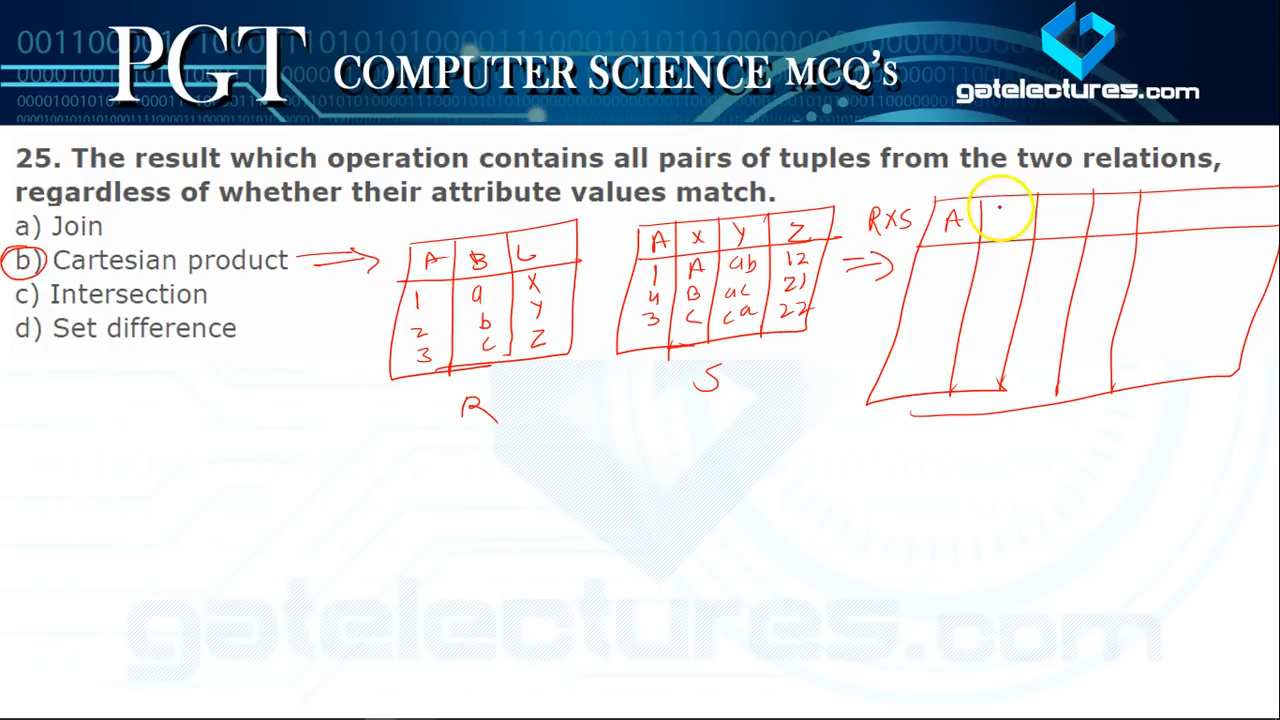 PGT COMPUTER SCIENCE MCQ's
gatelectures.com
25. The result which operation contains all pairs of tuples from the two relations,
regardless of whether their attribute values match.
a) Join
b) Cartesian product
c) Intersection
d) Set difference
A B C
1 a X
2 b Y
3 c Z
R
A X Y Z
1 A ab 12
4 B ac 21
3 C ca 22
S
RXS
A
gatelectures.com